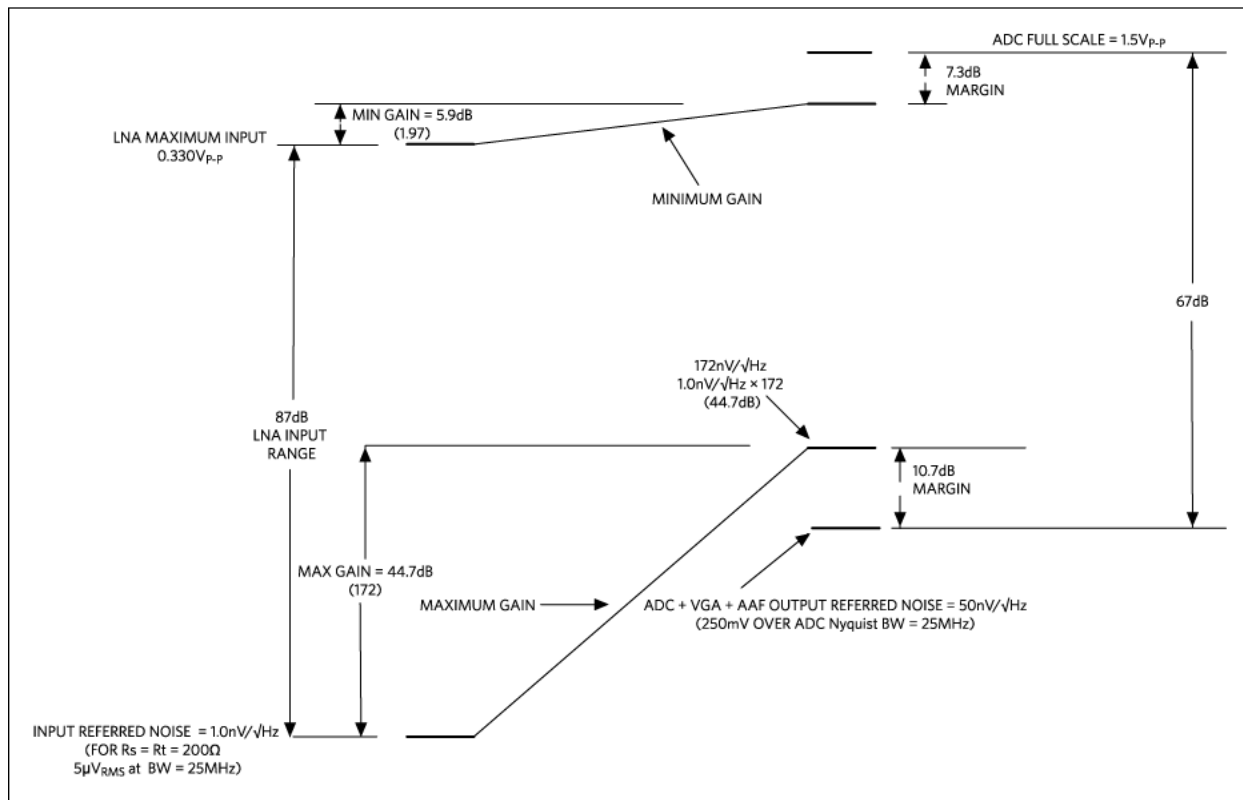 ADC FULL SCALE = 1.5VP-P
7.3dB
MARGIN
MIN GAIN = 5.9dB
(1.97)
LNA MAXIMUM INPUT
0.330VP-P
MINIMUM GAIN
67dB
172nV/√Hz
1.0nV/√Hz × 172
(44.7dB)
87dB
LNA INPUT
RANGE
10.7dB
MARGIN
MAX GAIN = 44.7dB
(172)
MAXIMUM GAIN
ADC + VGA + AAF OUTPUT REFERRED NOISE = 50nV/√Hz
(250mV OVER ADC Nyquist BW = 25MHz)
INPUT REFERRED NOISE = 1.0nV/√Hz
(FOR Rs = Rt = 200Ω
5µVRMS at BW = 25MHz)